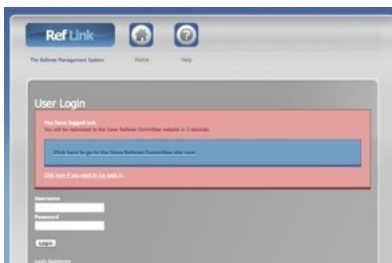 Ref Link
The Referee Management System
Home
Help
User Login
You have logged out.
You will be redirected to the Iowa Referee Committee website in 3 seconds.
Click here to go to the Iowa Referee Committee site now.
Click here if you want to log back in.
Username
Password
Login
Login Assistance